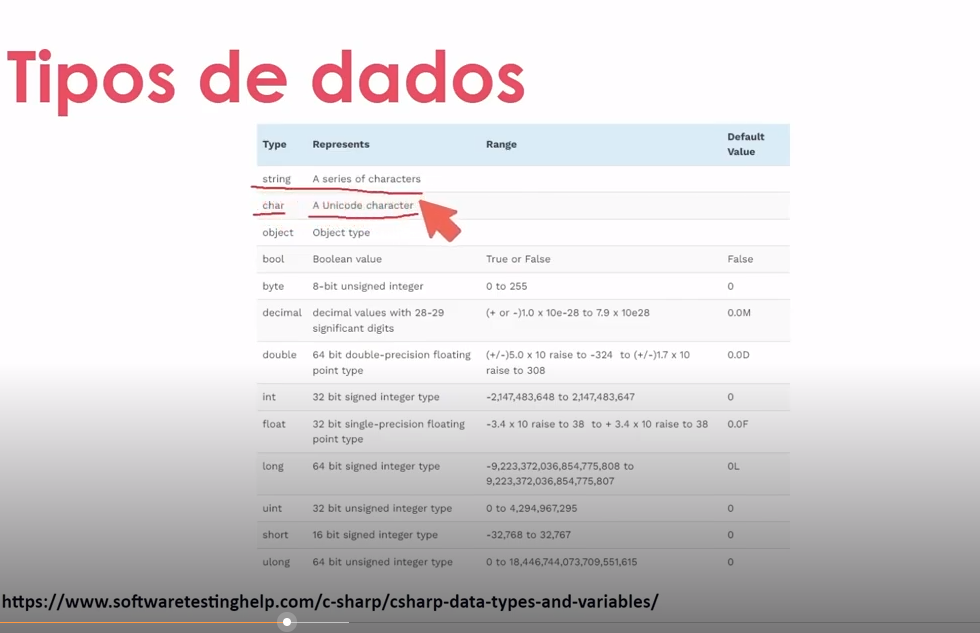 Tipos de dados
Type Represents Range Default Value
string A series of characters
char A Unicode character
object Object type
bool Boolean value True or False False
byte 8-bit unsigned integer 0 to 255 0
decimal decimal values with 28-29 significant digits (+ or -)1.0 x 10e-28 to 7.9 x 10e28 0.0M
double 64 bit double-precision floating point type (+/-)5.0 x 10 raise to -324 to (+/-)1.7 x 10 raise to 308 0.0D
int 32 bit signed integer type -2,147,483,648 to 2,147,483,647 0
float 32 bit single-precision floating point type -3.4 x 10 raise to 38 to + 3.4 x 10 raise to 38 0.0F
long 64 bit signed integer type -9,223,372,036,854,775,808 to 9,223,372,036,854,775,807 0L
uint 32 bit unsigned integer type 0 to 4,294,967,295 0
short 16 bit signed integer type -32,768 to 32,767 0
ulong 64 bit unsigned integer type 0 to 18,446,744,073,709,551,615 0
https://www.softwaretestinghelp.com/c-sharp/csharp-data-types-and-variables/